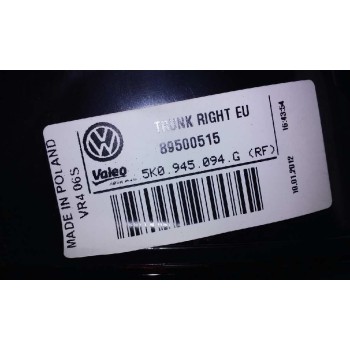 TRUNK RIGHT EU
89500515
Valeo
5K0.945.094.G (RF)
MADE IN POLAND
VR4 06S
16:43:54
18.01.2012